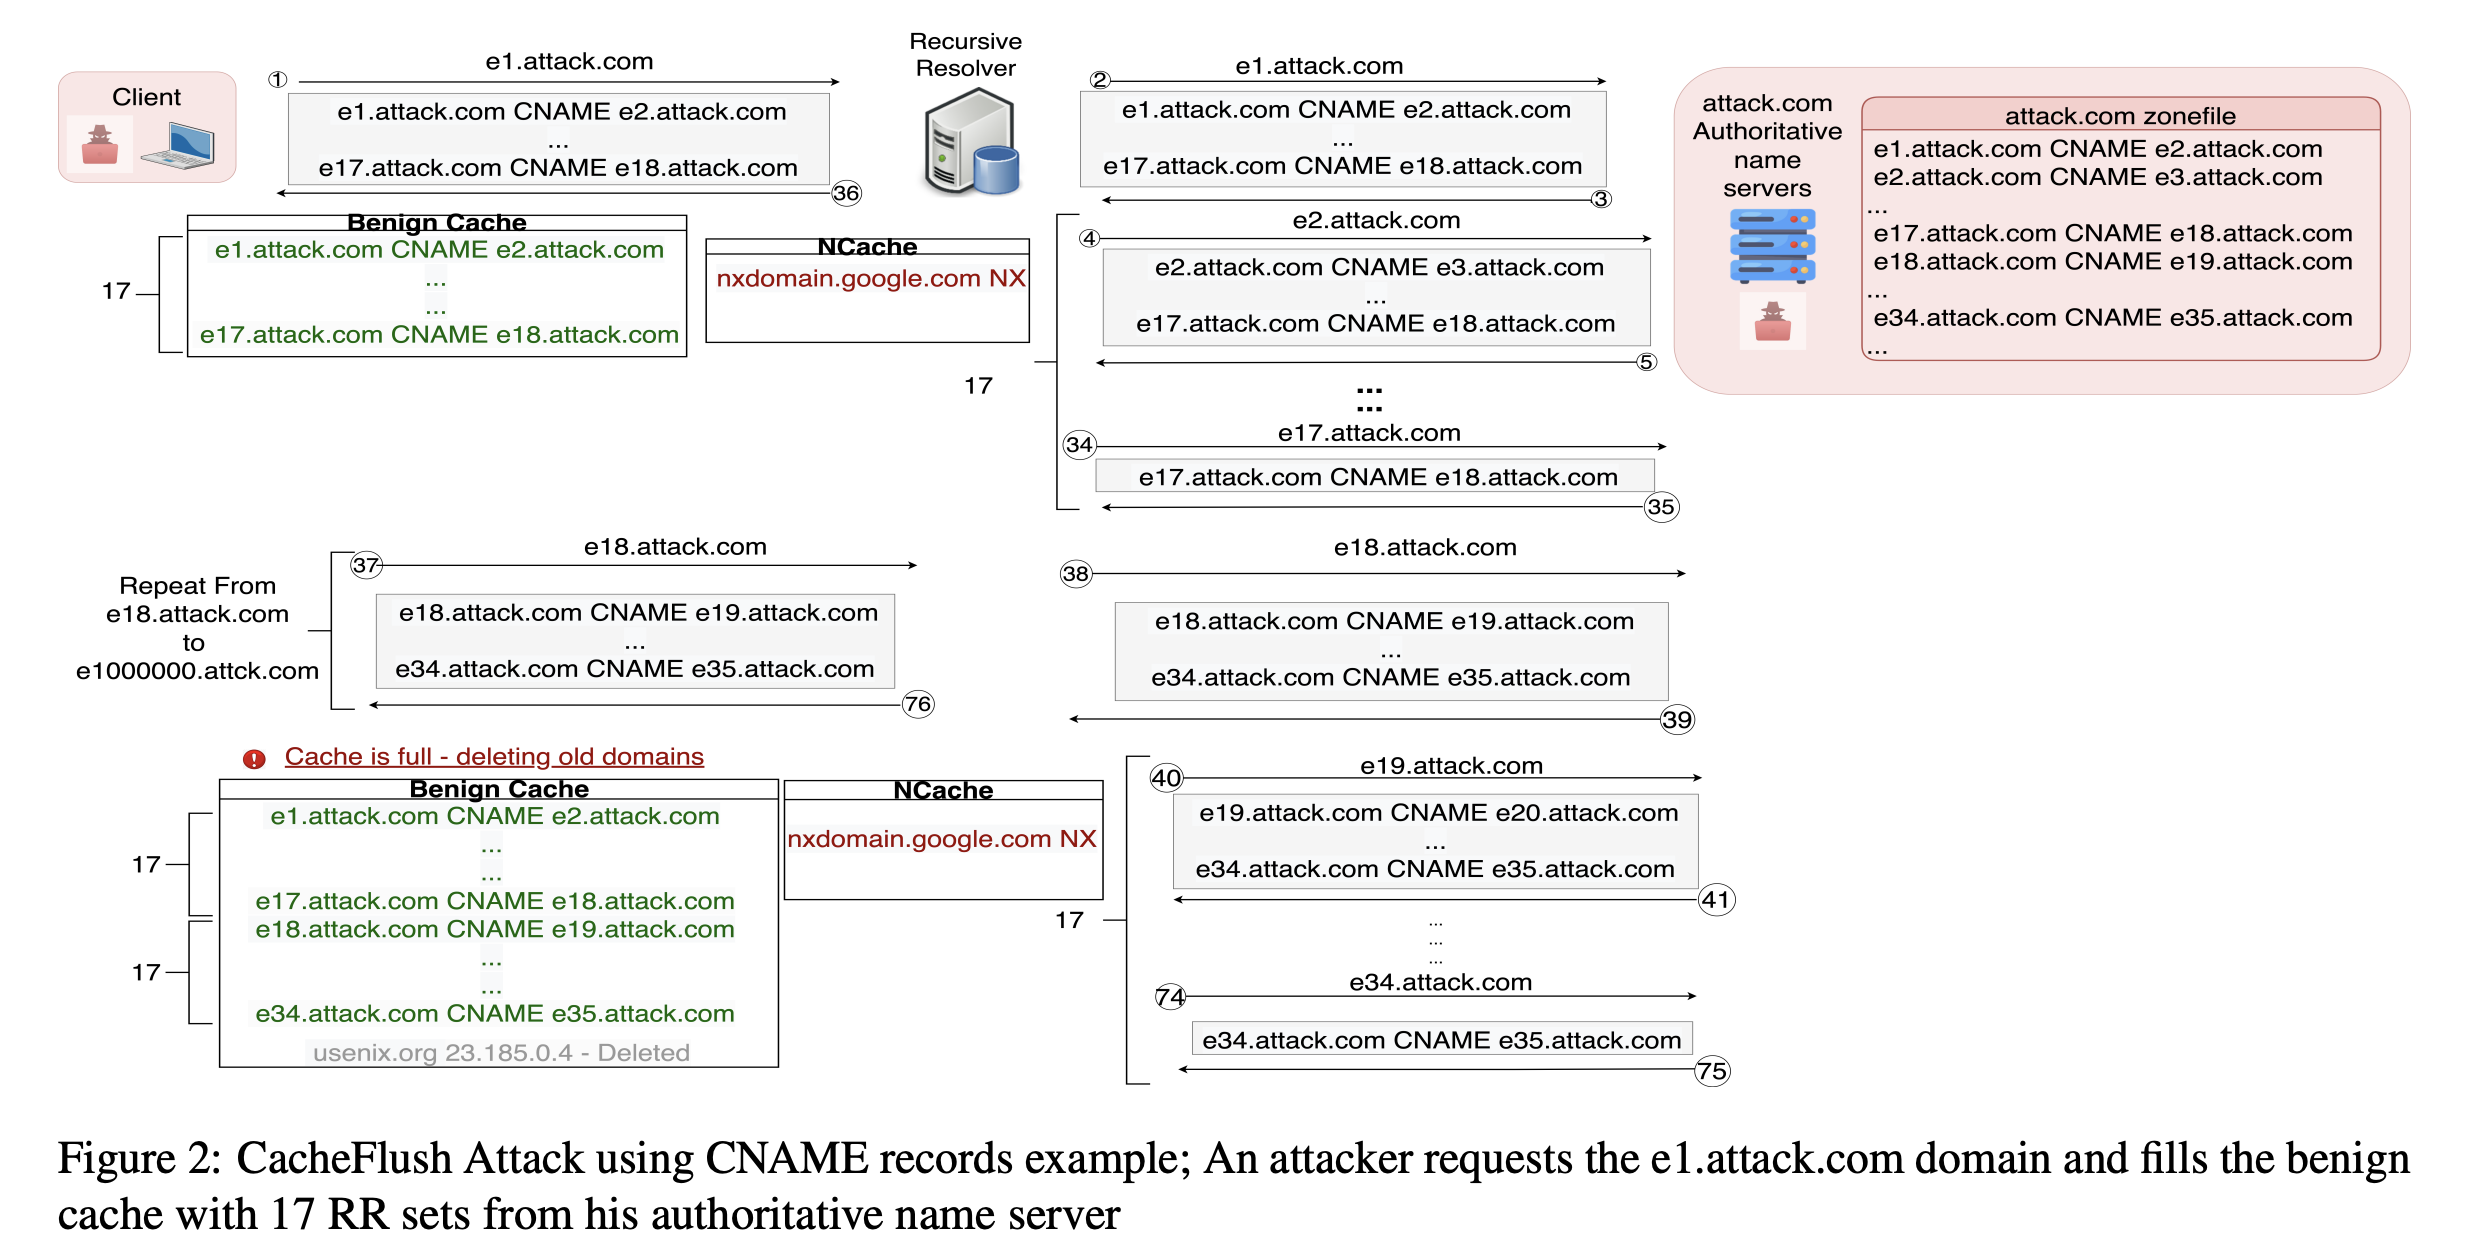 Client
① e1.attack.com
e1.attack.com CNAME e2.attack.com
...
e17.attack.com CNAME e18.attack.com
36
Recursive
Resolver
② e1.attack.com
e1.attack.com CNAME e2.attack.com
...
e17.attack.com CNAME e18.attack.com
③
attack.com
Authoritative
name
servers
attack.com zonefile
e1.attack.com CNAME e2.attack.com
e2.attack.com CNAME e3.attack.com
...
e17.attack.com CNAME e18.attack.com
e18.attack.com CNAME e19.attack.com
...
e34.attack.com CNAME e35.attack.com
...
Benign Cache
17
e1.attack.com CNAME e2.attack.com
...
...
e17.attack.com CNAME e18.attack.com
NCache
nxdomain.google.com NX
17
④ e2.attack.com
e2.attack.com CNAME e3.attack.com
...
e17.attack.com CNAME e18.attack.com
⑤
...
...
34 e17.attack.com
e17.attack.com CNAME e18.attack.com
35
Repeat From
e18.attack.com
to
e1000000.attck.com
37 e18.attack.com
e18.attack.com CNAME e19.attack.com
...
e34.attack.com CNAME e35.attack.com
76
38 e18.attack.com
e18.attack.com CNAME e19.attack.com
...
e34.attack.com CNAME e35.attack.com
39
! Cache is full - deleting old domains
Benign Cache
17
e1.attack.com CNAME e2.attack.com
...
...
e17.attack.com CNAME e18.attack.com
17
e18.attack.com CNAME e19.attack.com
...
...
e34.attack.com CNAME e35.attack.com
usenix.org 23.185.0.4 - Deleted
NCache
nxdomain.google.com NX
17
40 e19.attack.com
e19.attack.com CNAME e20.attack.com
...
e34.attack.com CNAME e35.attack.com
41
...
...
...
74 e34.attack.com
e34.attack.com CNAME e35.attack.com
75
Figure 2: CacheFlush Attack using CNAME records example; An attacker requests the e1.attack.com domain and fills the benign
cache with 17 RR sets from his authoritative name server